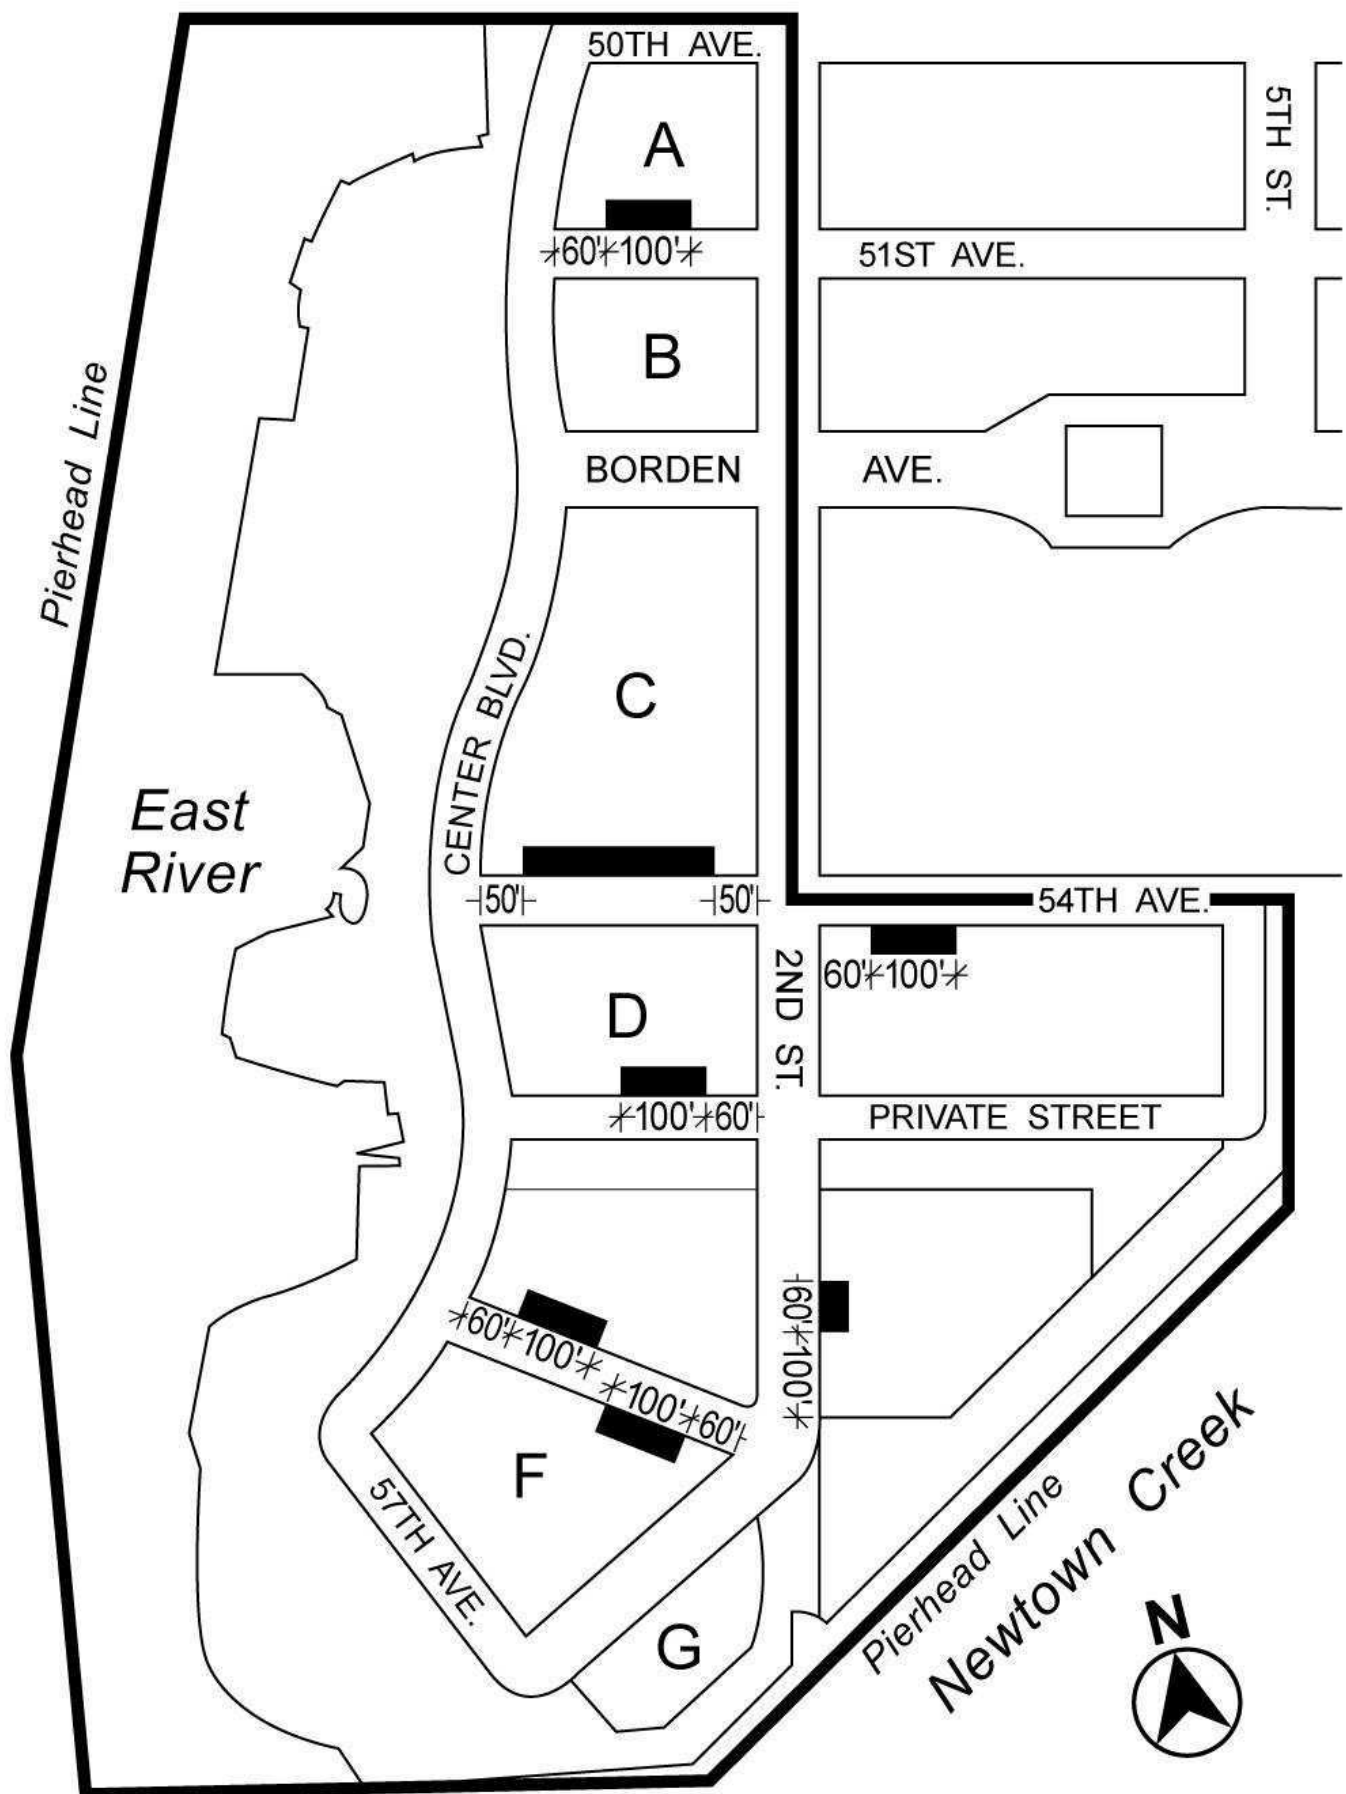 50TH AVE.
5TH ST.
A
60' 100'
51ST AVE.
B
Pierhead Line
BORDEN AVE.
CENTER BLVD.
C
East
River
50' 50'
54TH AVE.
2ND ST.
60' 100'
D
100' 60'
PRIVATE STREET
60' 100'
60' 100'
100' 60'
F
57TH AVE.
G
Pierhead Line
Newtown Creek
N